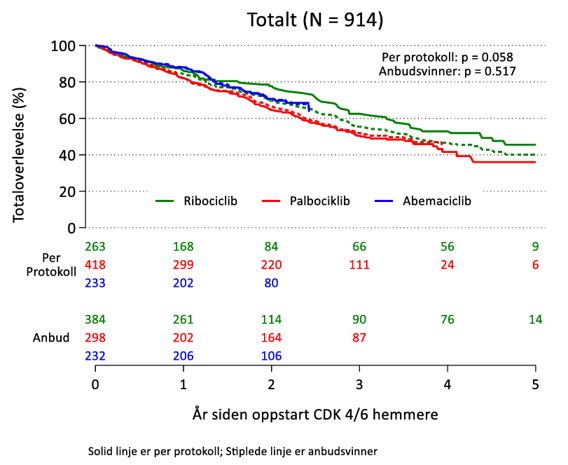 Totalt (N = 914)
Per protokoll: p = 0.058
Anbudsvinner: p = 0.517
Totaloverlevelse (%)
100
80
60
40
20
0
Ribociclib Palbociklib Abemaciclib
Per
Protokoll
263 168 84 66 56 9
418 299 220 111 24 6
233 202 80
Anbud
384 261 114 90 76 14
298 202 164 87
232 206 106
0 1 2 3 4 5
År siden oppstart CDK 4/6 hemmere
Solid linje er per protokoll; Stiplede linje er anbudsvinner